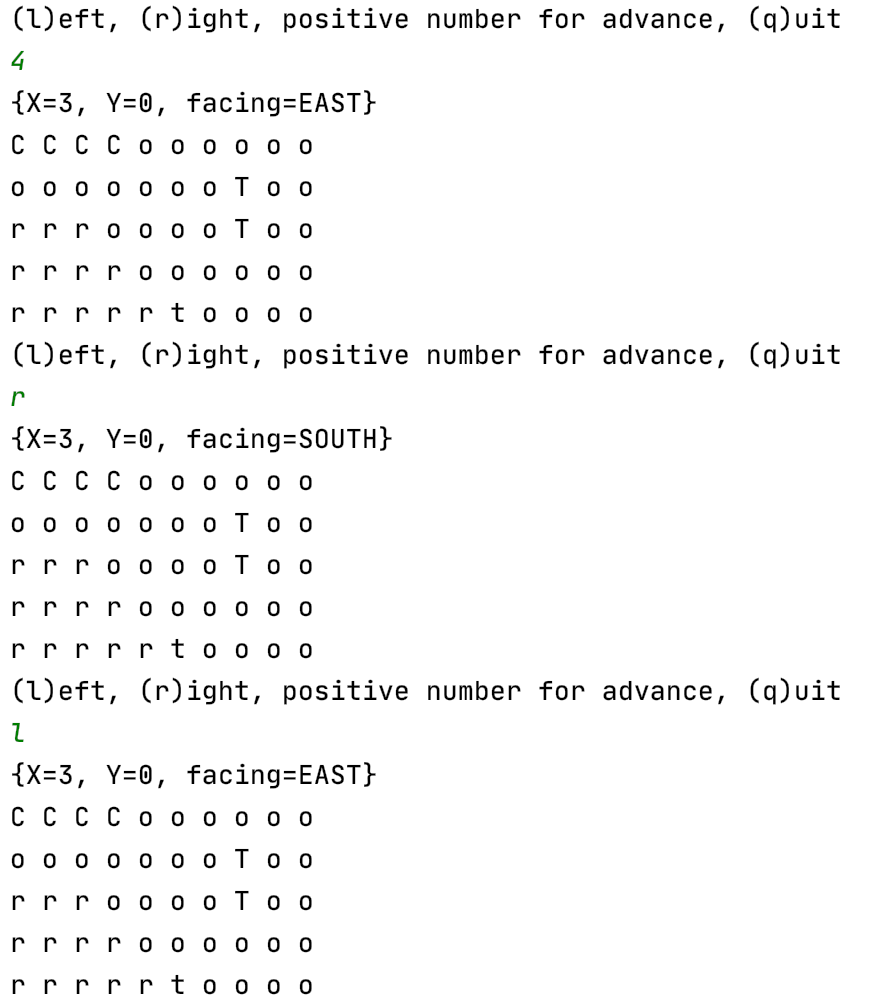 (l)eft, (r)ight, positive number for advance, (q)uit
4
{X=3, Y=0, facing=EAST}
C C C C o o o o o o
o o o o o o o T o o
r r r o o o o T o o
r r r r o o o o o o
r r r r r t o o o o
(l)eft, (r)ight, positive number for advance, (q)uit
r
{X=3, Y=0, facing=SOUTH}
C C C C o o o o o o
o o o o o o o T o o
r r r o o o o T o o
r r r r o o o o o o
r r r r r t o o o o
(l)eft, (r)ight, positive number for advance, (q)uit
l
{X=3, Y=0, facing=EAST}
C C C C o o o o o o
o o o o o o o T o o
r r r o o o o T o o
r r r r o o o o o o
r r r r r t o o o o